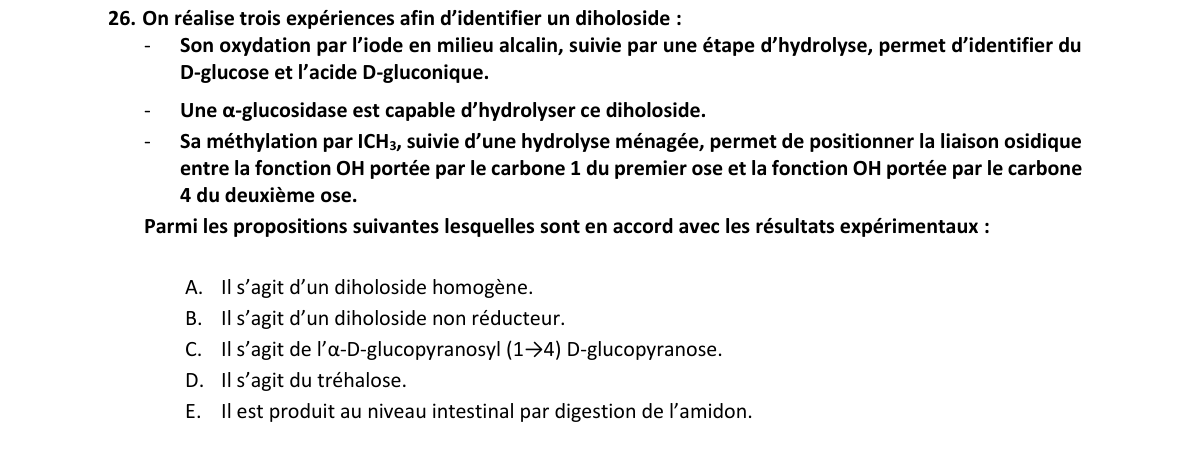 26. On réalise trois expériences afin d’identifier un diholoside :
- Son oxydation par l’iode en milieu alcalin, suivie par une étape d’hydrolyse, permet d’identifier du
D-glucose et l’acide D-gluconique.
- Une α-glucosidase est capable d’hydrolyser ce diholoside.
- Sa méthylation par ICH₃, suivie d’une hydrolyse ménagée, permet de positionner la liaison osidique
entre la fonction OH portée par le carbone 1 du premier ose et la fonction OH portée par le carbone
4 du deuxième ose.
Parmi les propositions suivantes lesquelles sont en accord avec les résultats expérimentaux :
A. Il s’agit d’un diholoside homogène.
B. Il s’agit d’un diholoside non réducteur.
C. Il s’agit de l’α-D-glucopyranosyl (1→4) D-glucopyranose.
D. Il s’agit du tréhalose.
E. Il est produit au niveau intestinal par digestion de l’amidon.